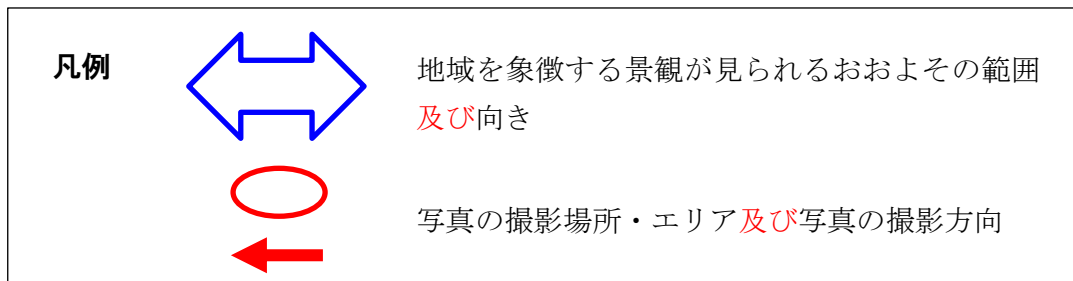 凡例
地域を象徴する景観が見られるおおよその範囲
及び向き
写真の撮影場所・エリア及び写真の撮影方向